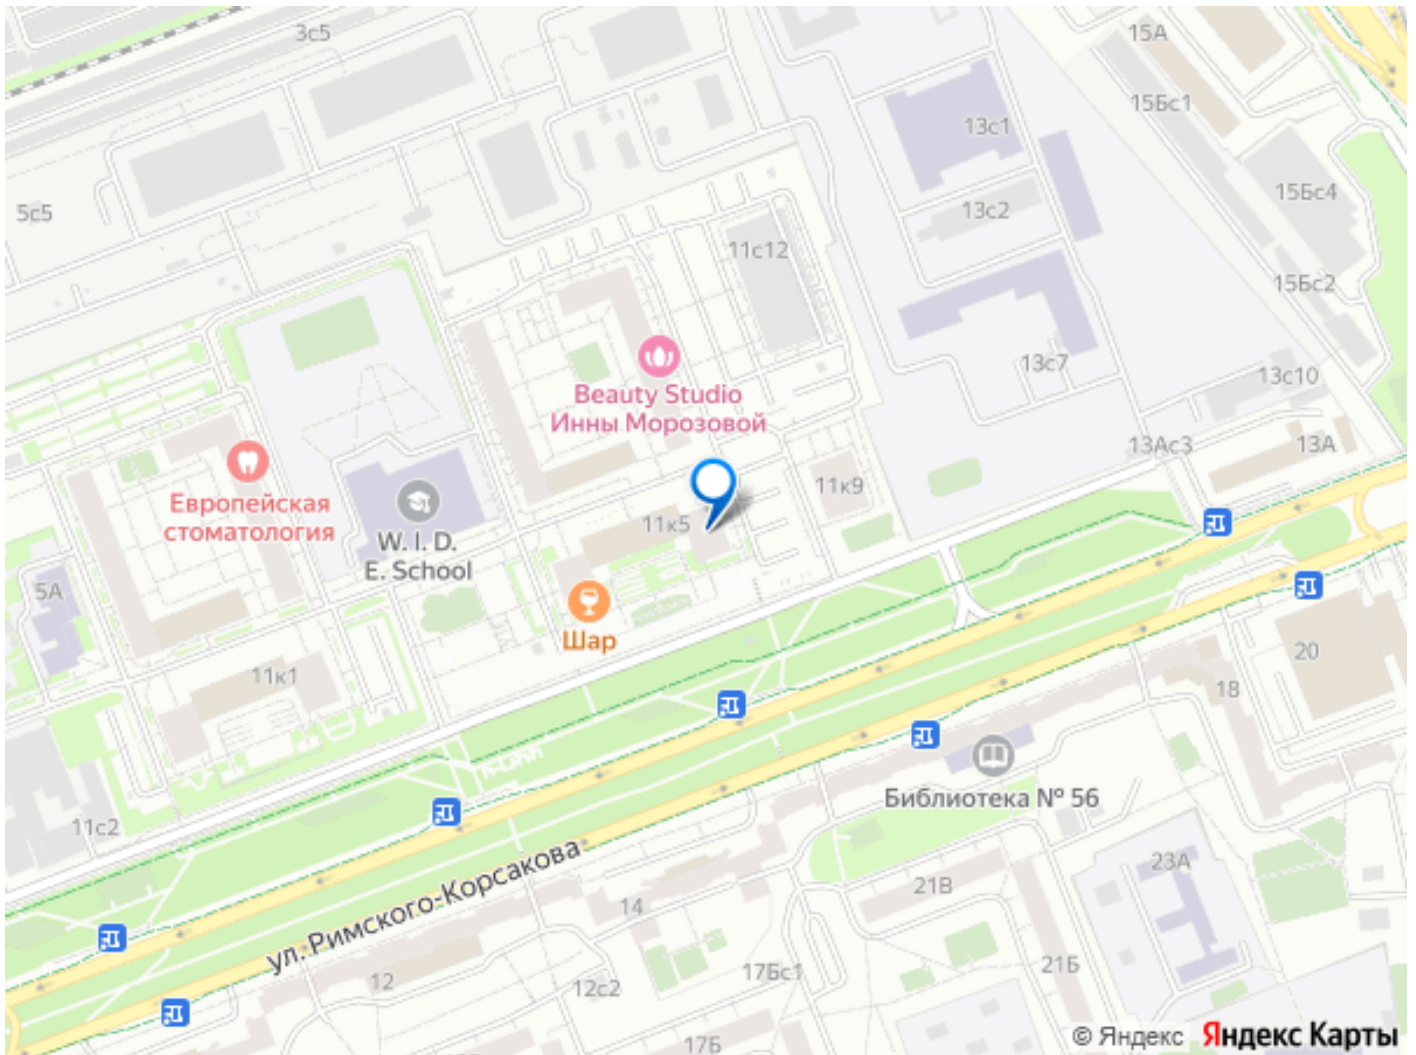 3с5
15А
15Бс1
13с1
15Бс4
5с5
13с2
11с12
15Бс2
13с7
13с10
Beauty Studio
Инны Морозовой
13Ас3
13А
11к9
Европейская
стоматология
11к5
W. I. D.
E. School
5А
Шар
20
11к1
18
Библиотека № 56
11с2
23А
ул. Римского-Корсакова
21В
14
21Б
17Бс1
12
12с2
17Б
© Яндекс Яндекс Карты